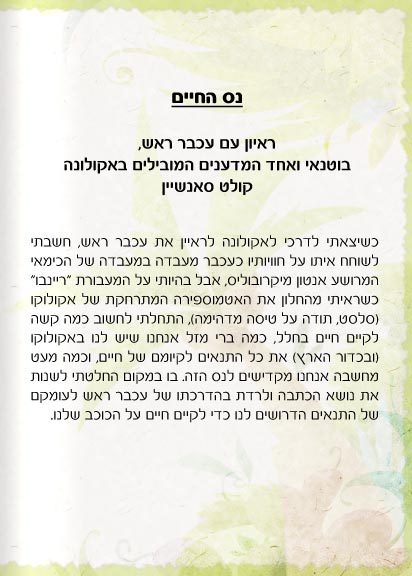 נס החיים
ראיון עם עכבר ראש,
בוטנאי ואחד המדענים המובילים באקולונה
קולט סאנשיין
כשיצאתי לדרכי לאקולונה לראיין את עכבר ראש, חשבתי
לשוחח איתו על חוויותיו כעכבר מעבדה במעבדה של הכימאי
המרושע אנטון מיקרובוליס, אבל בהיותי על המעבורת "ריינבו"
כשראיתי מהחלון את האטמוספירה המתרחקת של אקולוקו
(סלסט, תודה על טיסה מדהימה), התחלתי לחשוב כמה קשה
לקיים חיים בחלל, כמה ברי מזל אנחנו שיש לנו באקולוקו
(ובכדור הארץ) את כל התנאים לקיומם של חיים, וכמה מעט
מחשבה אנחנו מקדישים לנס הזה. בו במקום החלטתי לשנות
את נושא הכתבה ולרדת בהדרכתו של עכבר ראש לעומקם
של התנאים הדרושים לנו כדי לקיים חיים על הכוכב שלנו.